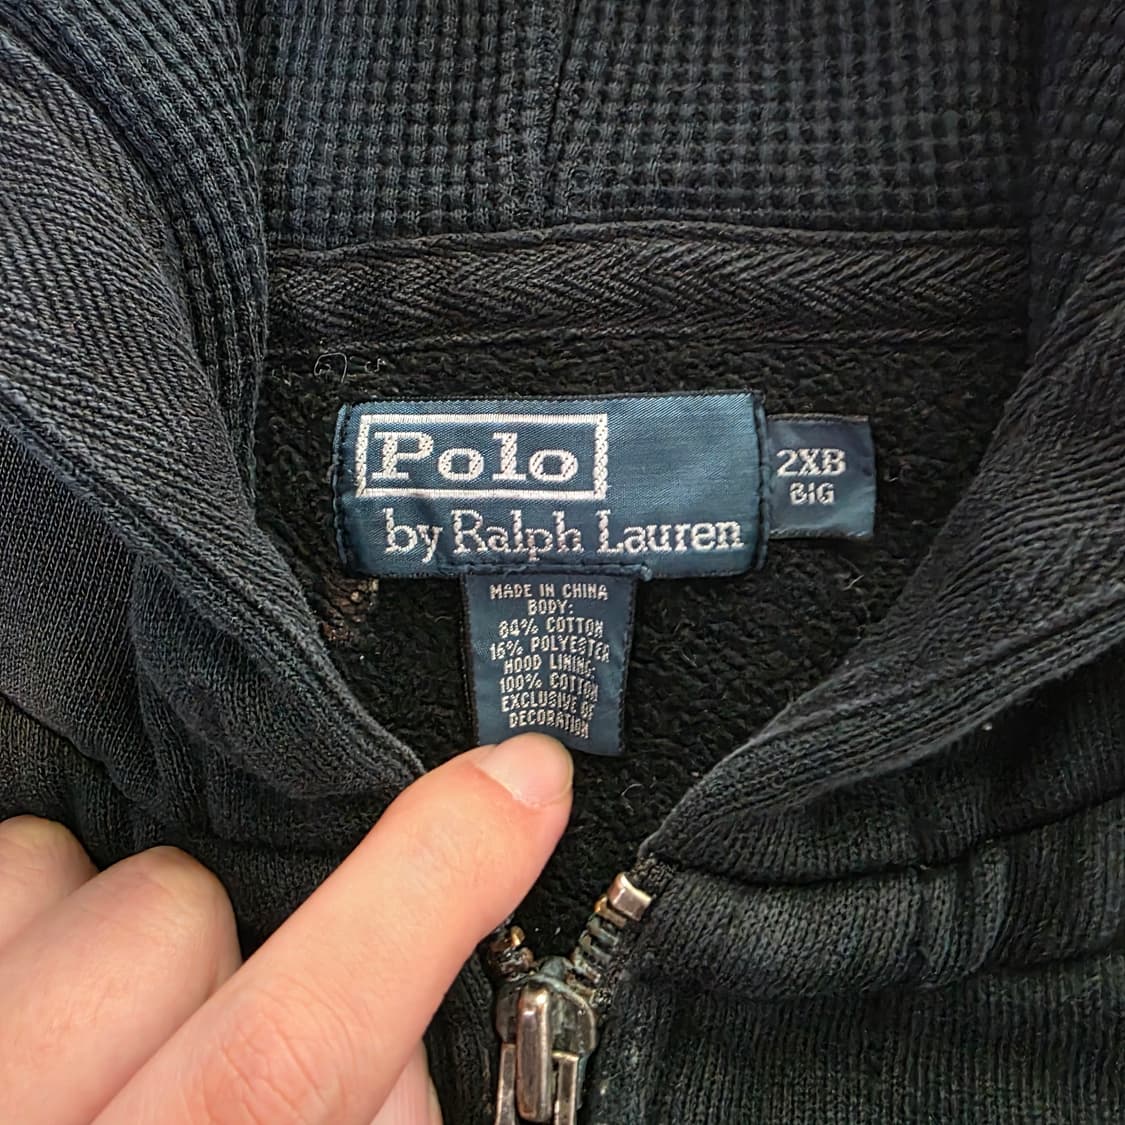 Polo
by Ralph Lauren
2XB
BIG
MADE IN CHINA
BODY:
84% COTTON
16% POLYESTER
HOOD LINING:
100% COTTON
EXCLUSIVE OF
DECORATION